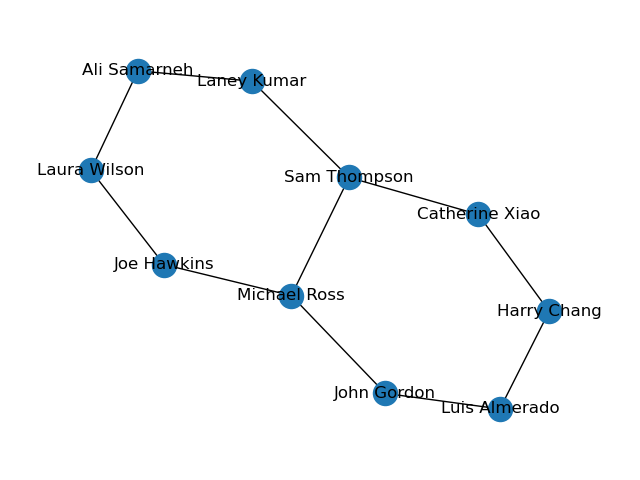 Ali Samarneh
Laney Kumar
Laura Wilson
Sam Thompson
Catherine Xiao
Joe Hawkins
Michael Ross
Harry Chang
John Gordon
Luis Almerado